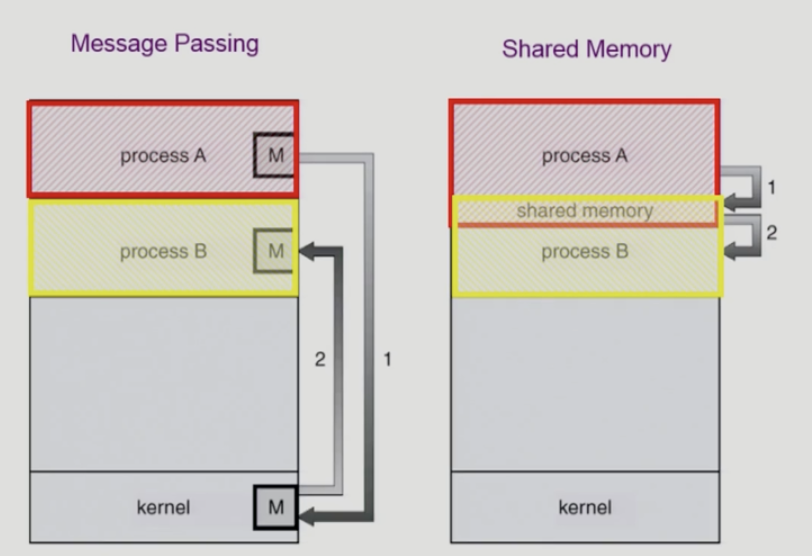 Message Passing
process A
M
process B
M
2
1
kernel
M
Shared Memory
process A
1
shared memory
2
process B
kernel